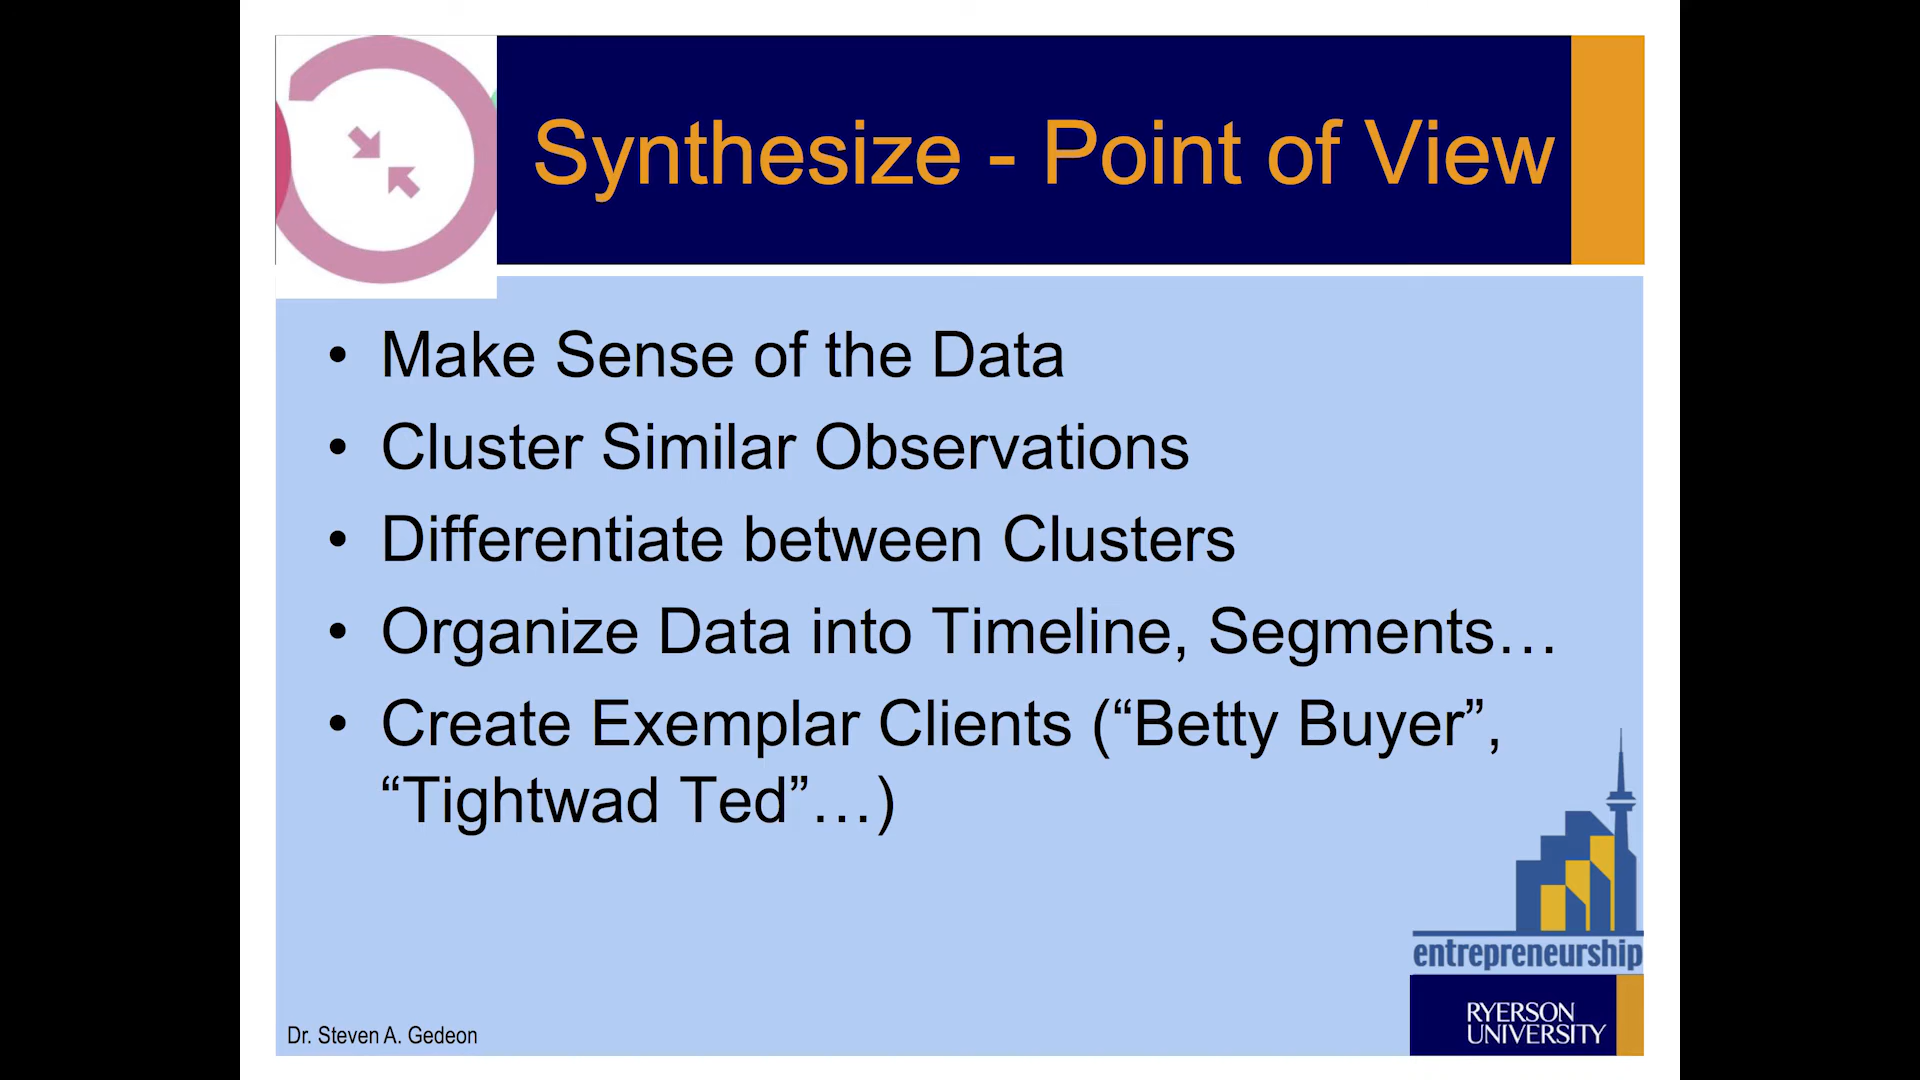 Synthesize - Point of View
• Make Sense of the Data
• Cluster Similar Observations
• Differentiate between Clusters
• Organize Data into Timeline, Segments…
• Create Exemplar Clients (“Betty Buyer”,
“Tightwad Ted”…)
entrepreneurship
RYERSON
UNIVERSITY
Dr. Steven A. Gedeon